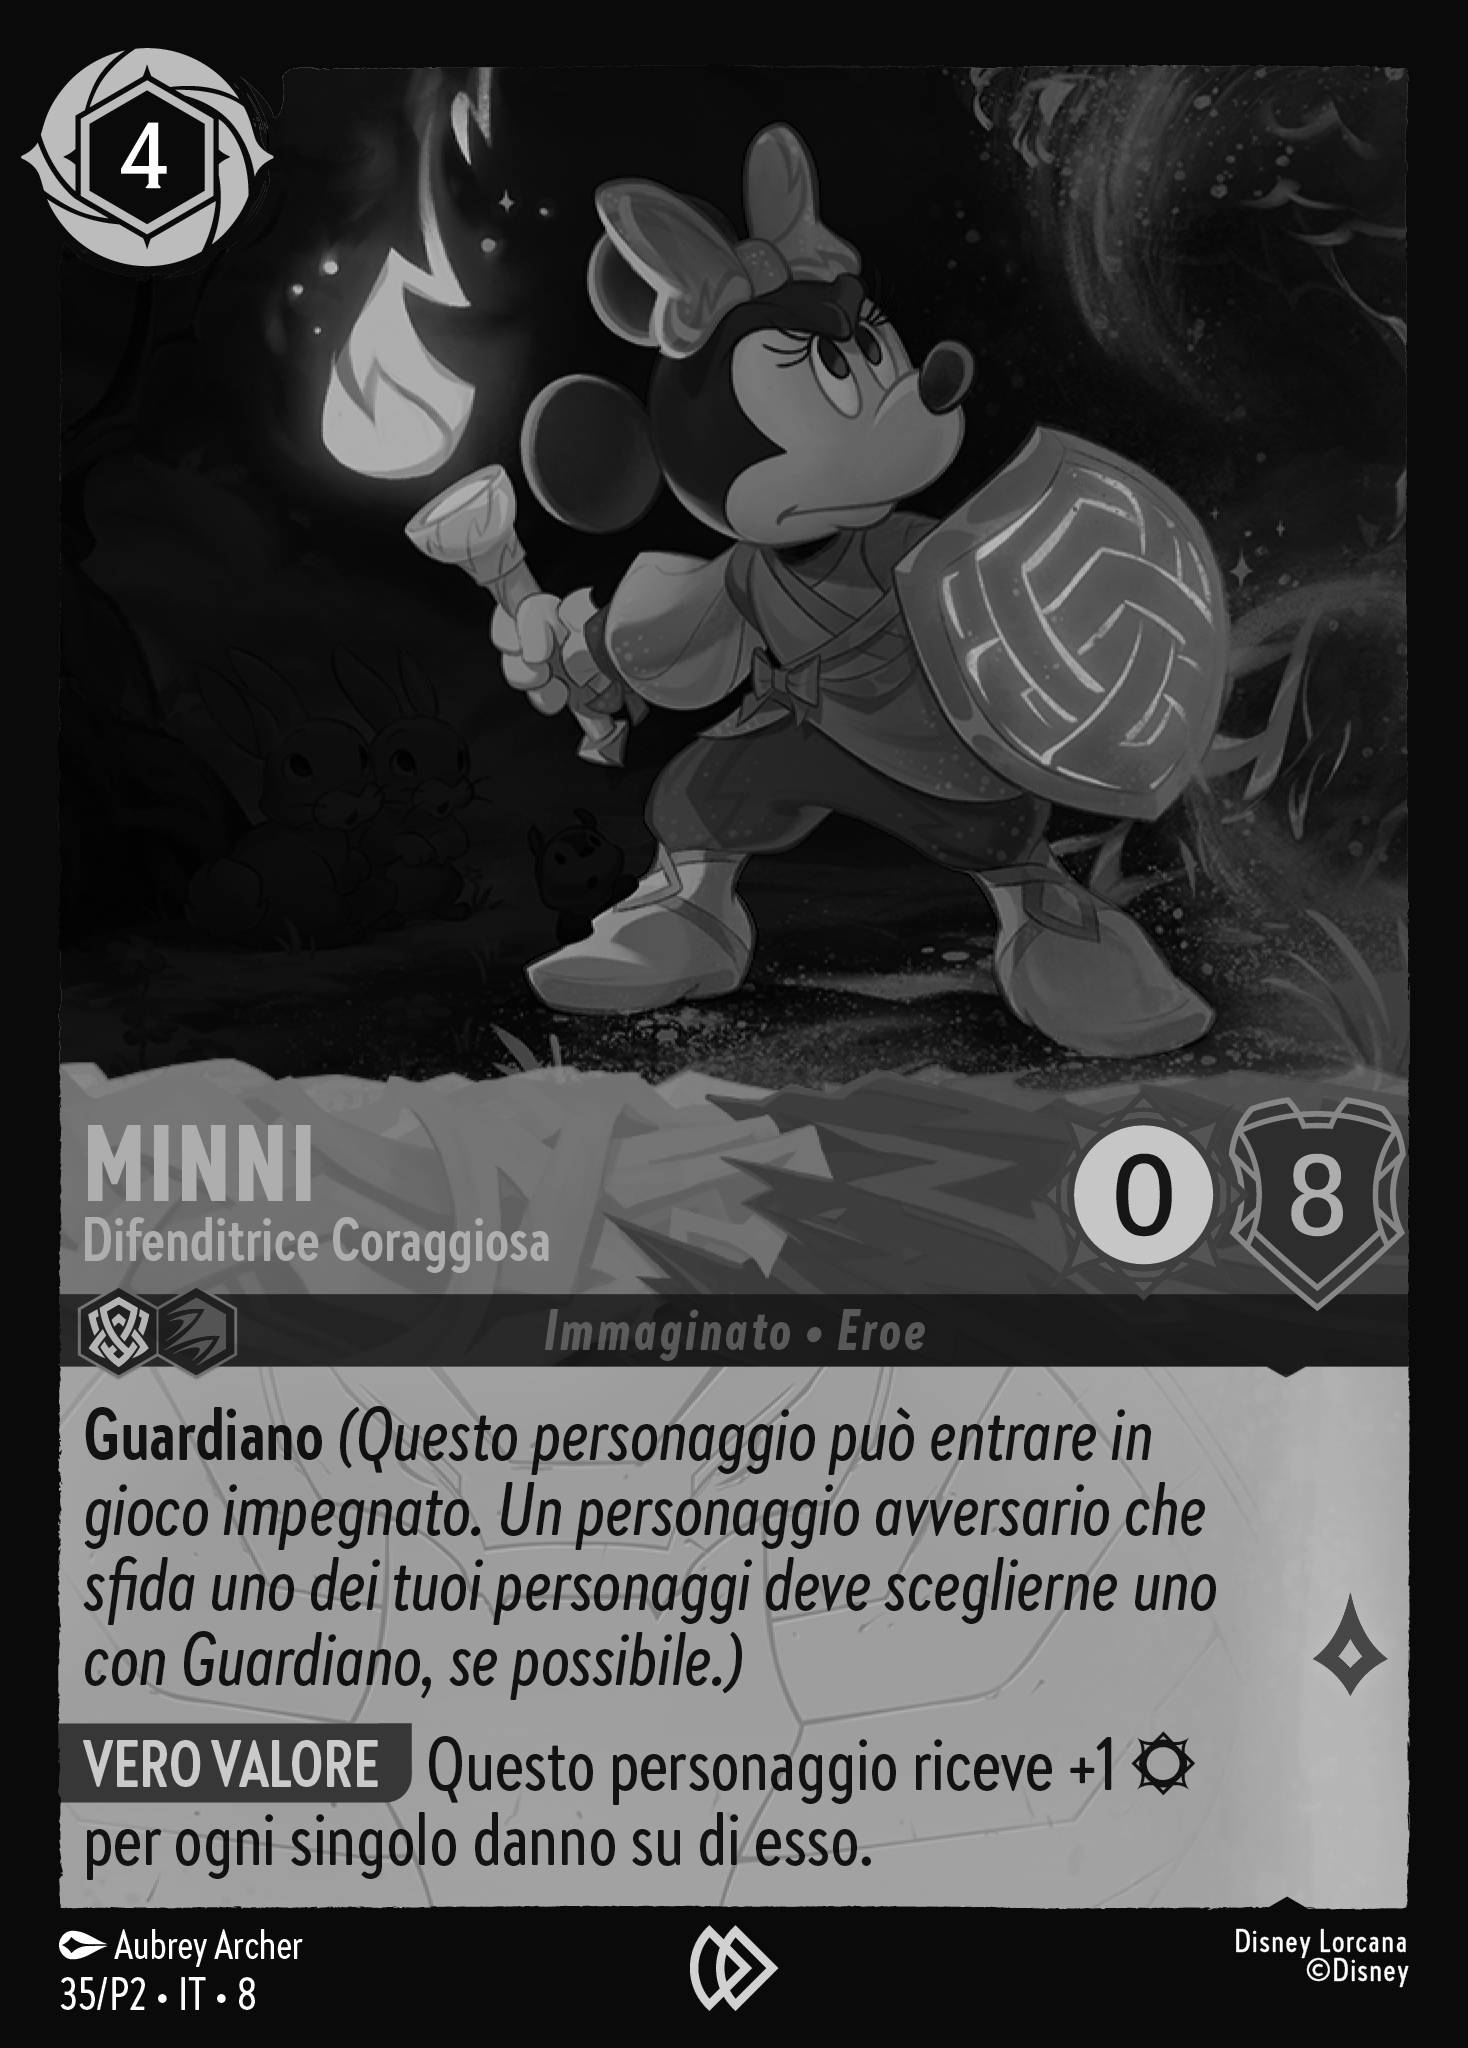 4
MINNI
Difenditrice Coraggiosa
0
8
Immaginato • Eroe
Guardiano (Questo personaggio può entrare in
gioco impegnato. Un personaggio avversario che
sfida uno dei tuoi personaggi deve sceglierne uno
con Guardiano, se possibile.)
VERO VALORE Questo personaggio riceve +1
per ogni singolo danno su di esso.
Aubrey Archer
35/P2 • IT • 8
Disney Lorcana
©Disney